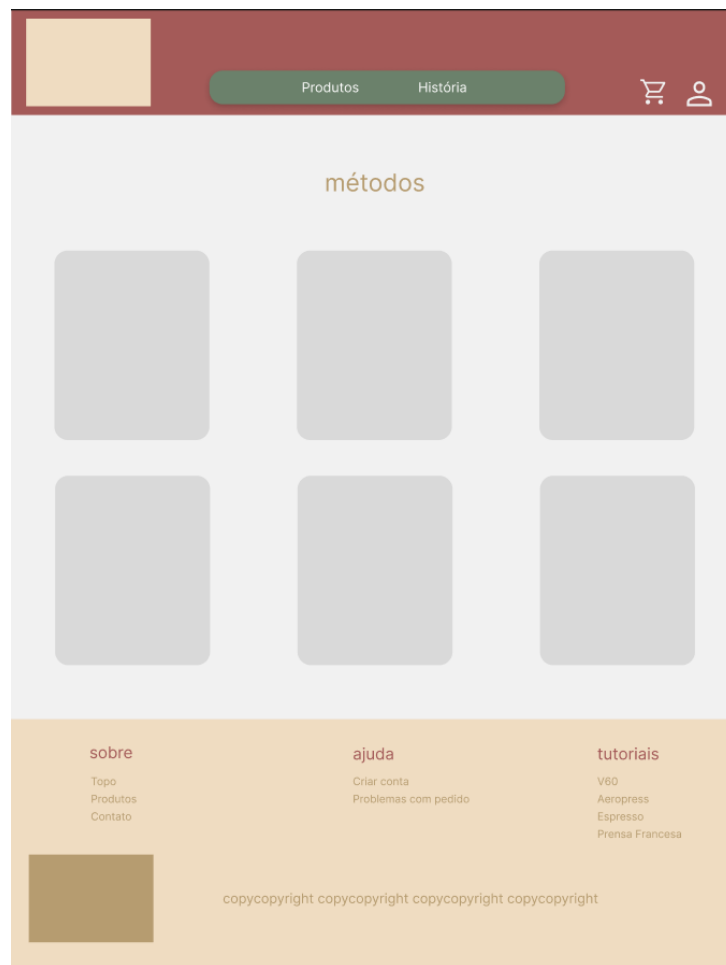 Produtos História
métodos
sobre
Topo
Produtos
Contato
ajuda
Criar conta
Problemas com pedido
tutoriais
V60
Aeropress
Espresso
Prensa Francesa
copycopyright copycopyright copycopyright copycopyright